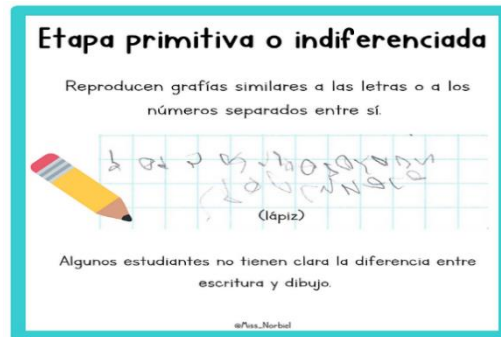 Etapa primitiva o indiferenciada
Reproducen grafías similares a las letras o a los
números separados entre sí.
(lápiz)
Algunos estudiantes no tienen clara la diferencia entre
escritura y dibujo.
@Miss_Norbiel